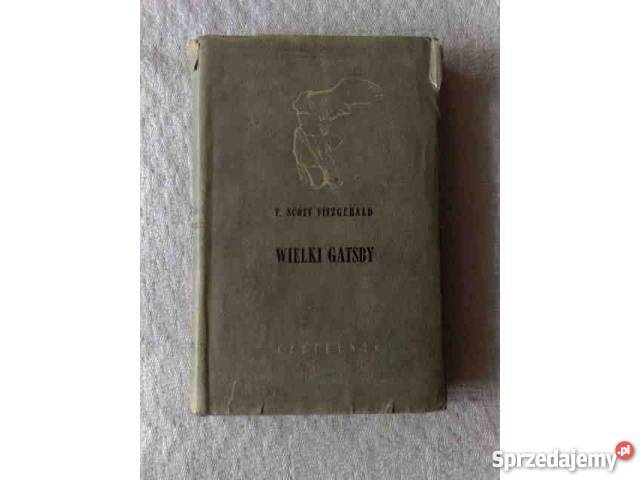 F. SCOTT FITZGERALD
WIELKI GATSBY
CZYTELNIK
Sprzedajemy.pl